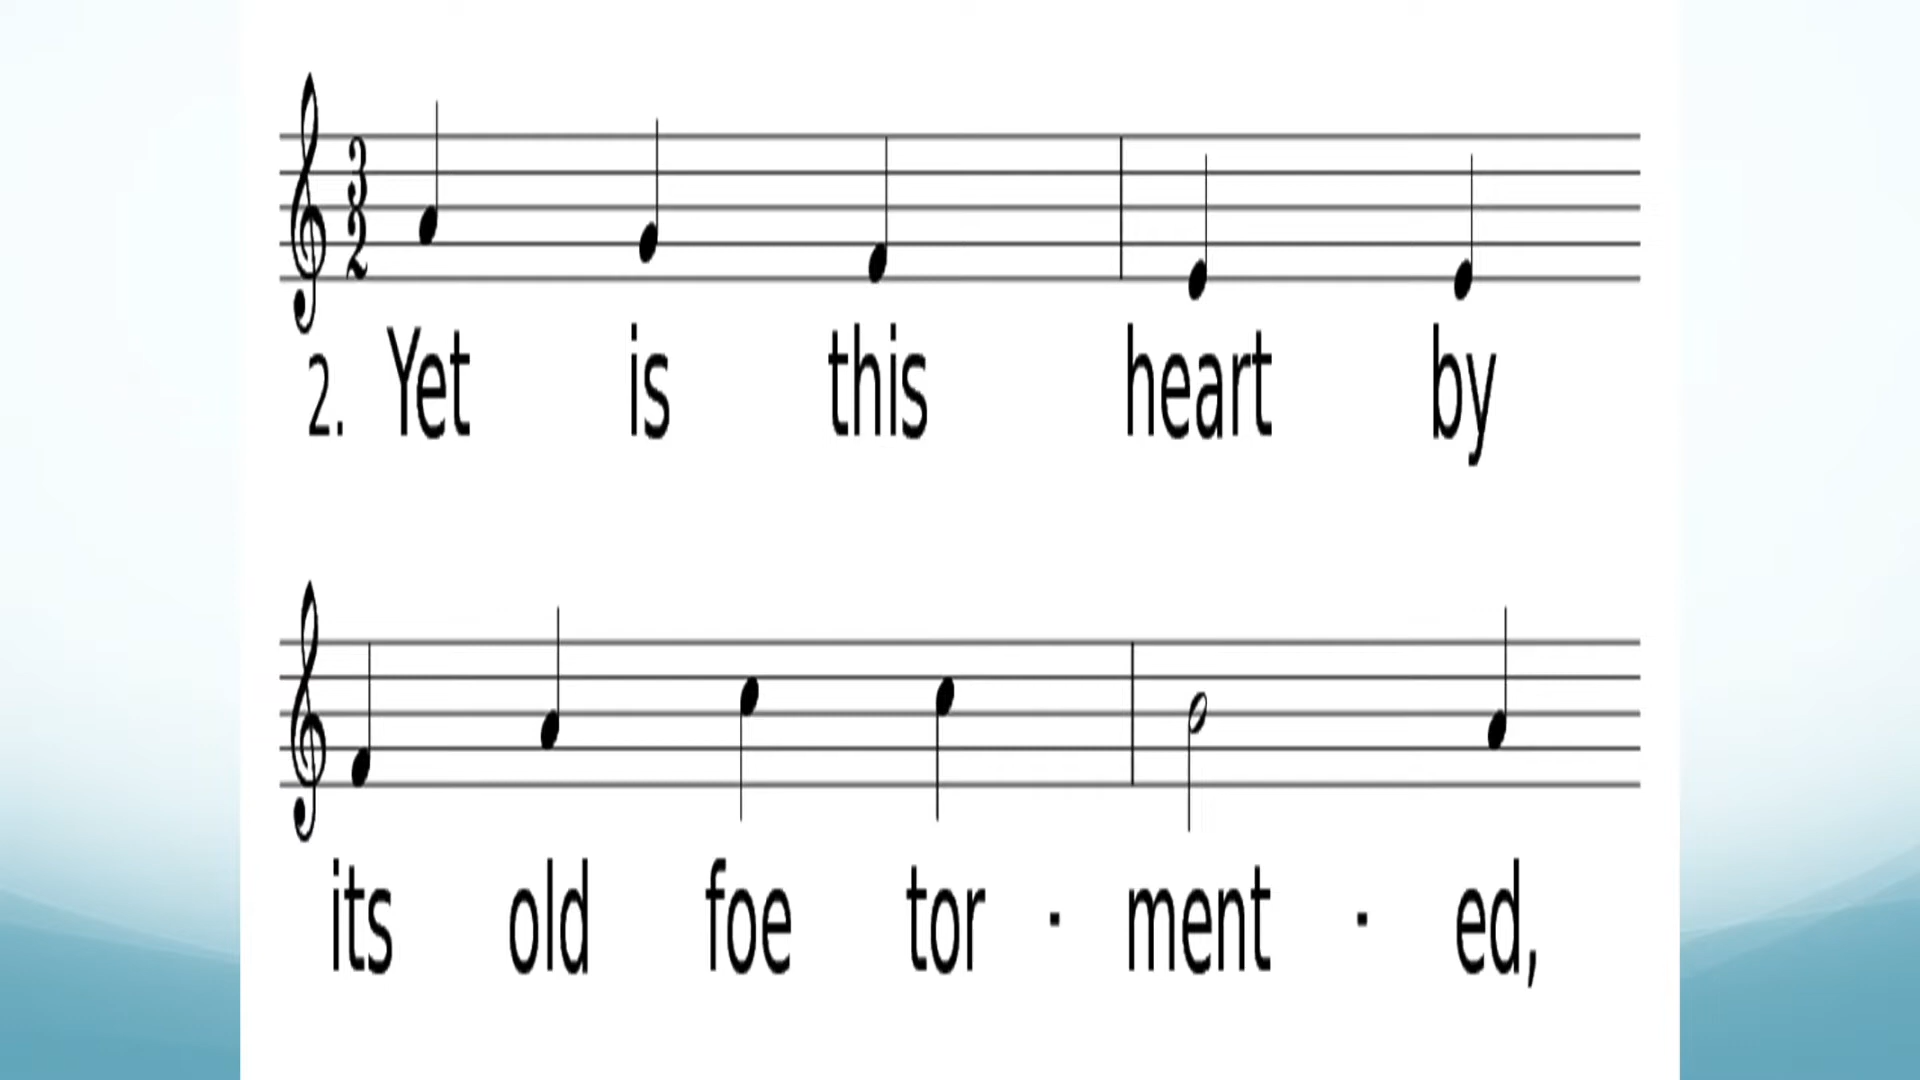 2. Yet is this heart by
its old foe tor - ment - ed,